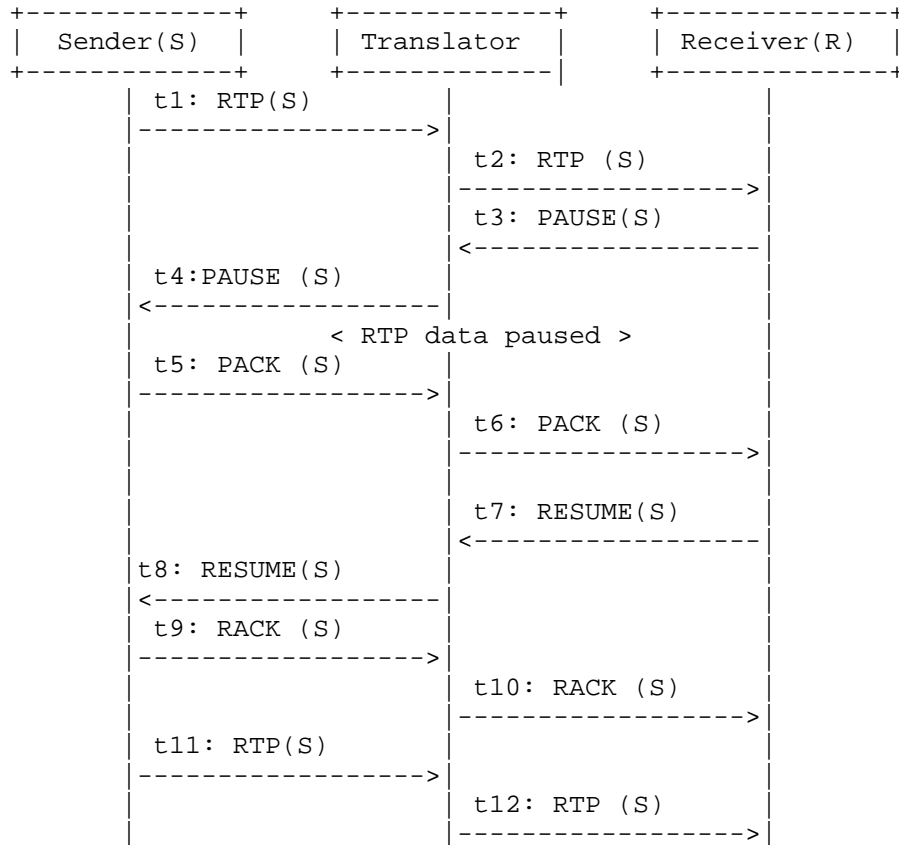 Sender(S) Translator Receiver(R)
t1: RTP(S)
t2: RTP (S)
t3: PAUSE(S)
t4:PAUSE (S)
< RTP data paused >
t5: PACK (S)
t6: PACK (S)
t7: RESUME(S)
t8: RESUME(S)
t9: RACK (S)
t10: RACK (S)
t11: RTP(S)
t12: RTP (S)